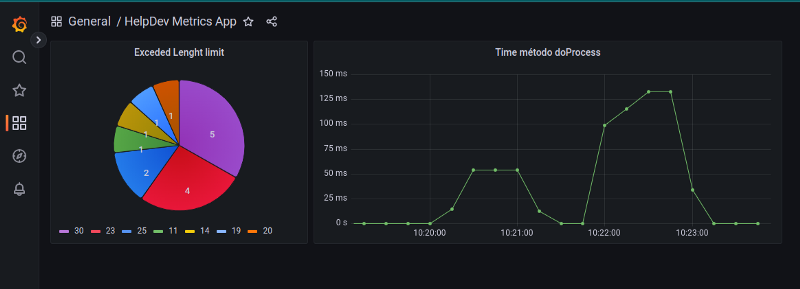 General / HelpDev Metrics App
Exceded Lenght limit
5
4
2
1
1
1
1
30 23 25 11 14 19 20
Time método doProcess
150 ms
125 ms
100 ms
75 ms
50 ms
25 ms
0 s
10:20:00 10:21:00 10:22:00 10:23:00